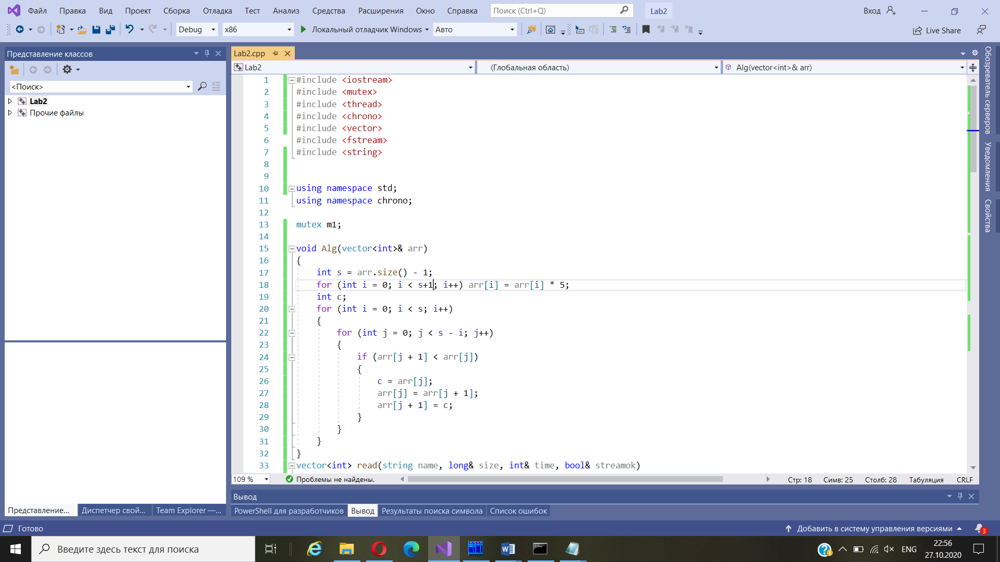 Файл Правка Вид Проект Сборка Отладка Тест Анализ Средства Расширения Окно Справка Поиск (Ctrl+Q) Lab2 Вход
Debug x86 Локальный отладчик Windows Авто Live Share
Представление классов
<Поиск>
Lab2
Прочие файлы
Lab2.cpp
Lab2 (Глобальная область) Alg(vector<int>& arr)
1 #include <iostream>
2 #include <mutex>
3 #include <thread>
4 #include <chrono>
5 #include <vector>
6 #include <fstream>
7 #include <string>
8
9
10 using namespace std;
11 using namespace chrono;
12
13 mutex m1;
14
15 void Alg(vector<int>& arr)
16 {
17 int s = arr.size() - 1;
18 for (int i = 0; i < s+1; i++) arr[i] = arr[i] * 5;
19 int c;
20 for (int i = 0; i < s; i++)
21 {
22 for (int j = 0; j < s - i; j++)
23 {
24 if (arr[j + 1] < arr[j])
25 {
26 c = arr[j];
27 arr[j] = arr[j + 1];
28 arr[j + 1] = c;
29 }
30 }
31 }
32 }
33 vector<int> read(string name, long& size, int& time, bool& streamok)
109 % Проблемы не найдены. Стр: 18 Симв: 25 Столб: 28 Табуляция CRLF
Обозреватель серверов
Уведомления
Свойства
Вывод
Представление... Диспетчер свой... Team Explorer —...
PowerShell для разработчиков Вывод Результаты поиска символа Список ошибок
Готово Добавить в систему управления версиями 3
Введите здесь текст для поиска
ENG
22:56
27.10.2020